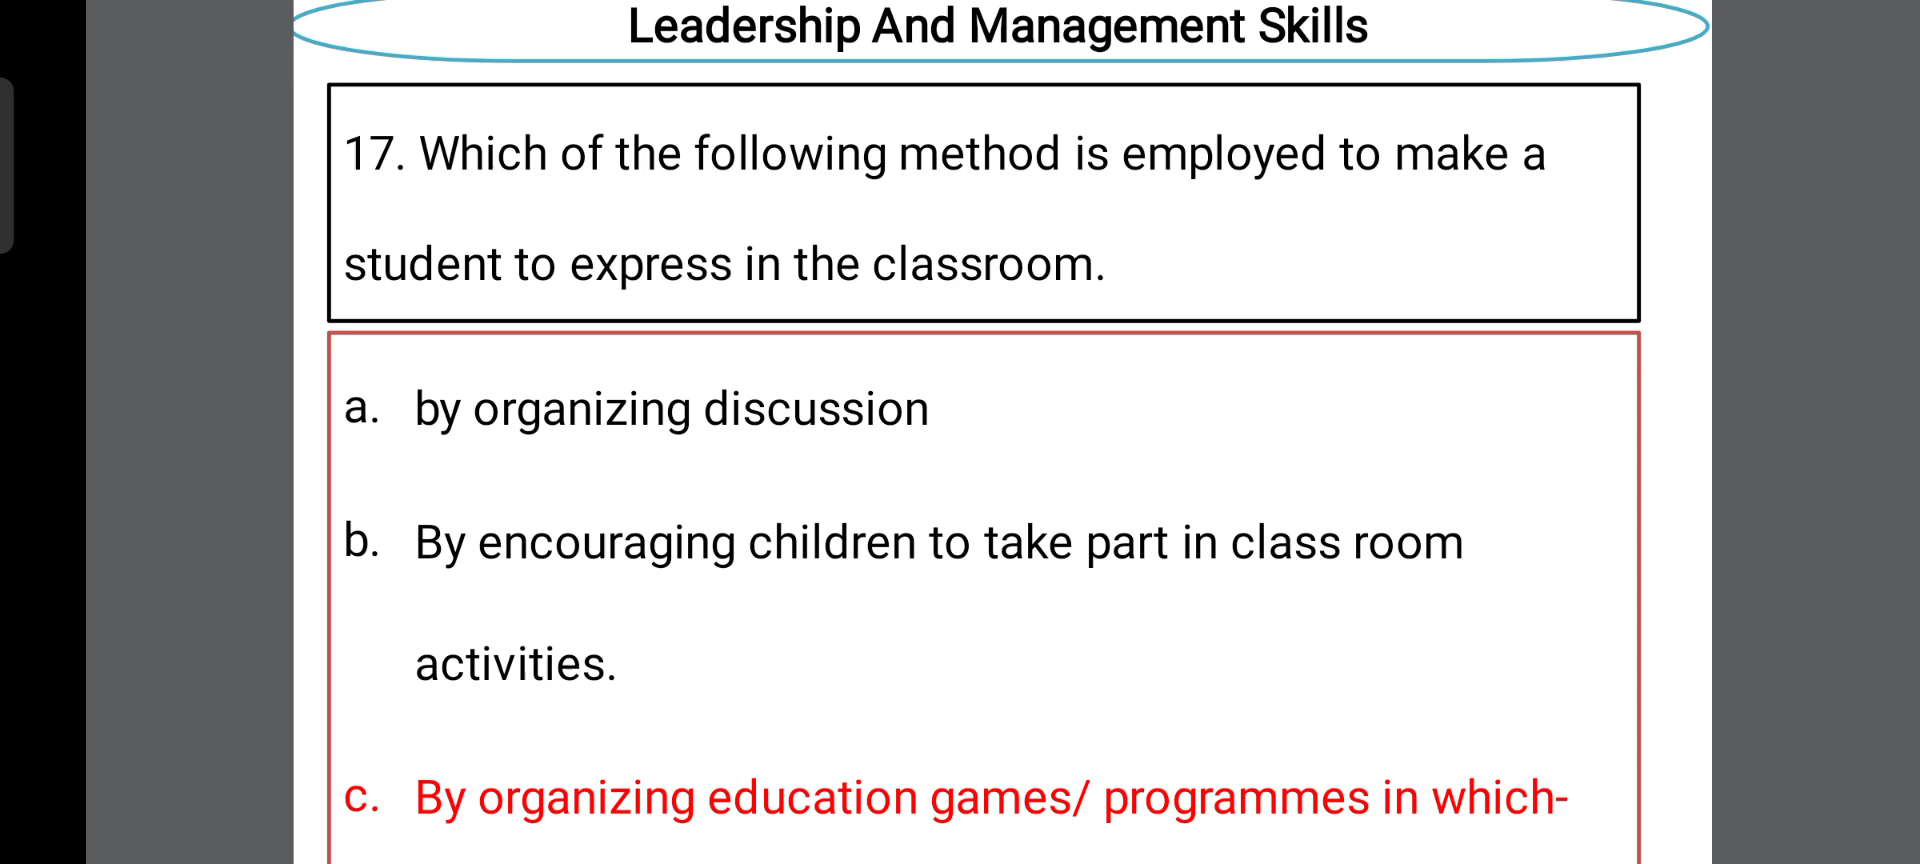 Leadership And Management Skills
17. Which of the following method is employed to make a
student to express in the classroom.
a. by organizing discussion
b. By encouraging children to take part in class room
activities.
c. By organizing education games/ programmes in which-